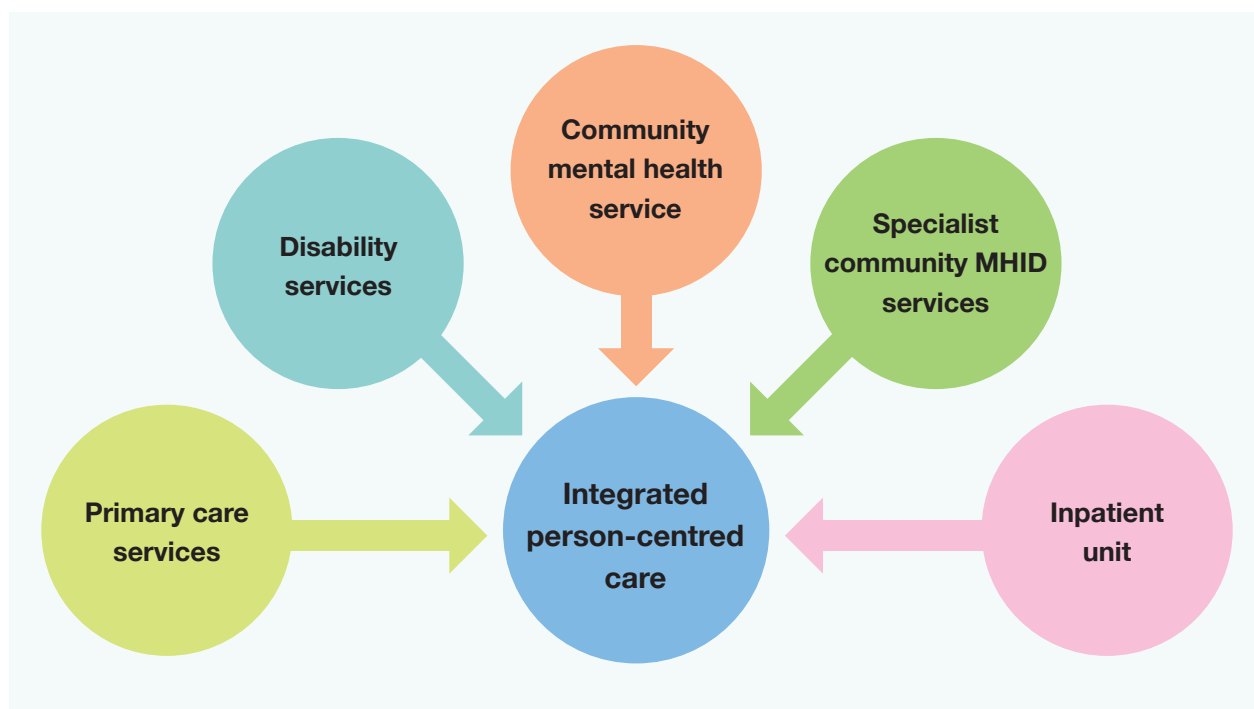 Community
mental health
service
Disability
services
Specialist
community MHID
services
Primary care
services
Integrated
person-centred
care
Inpatient
unit